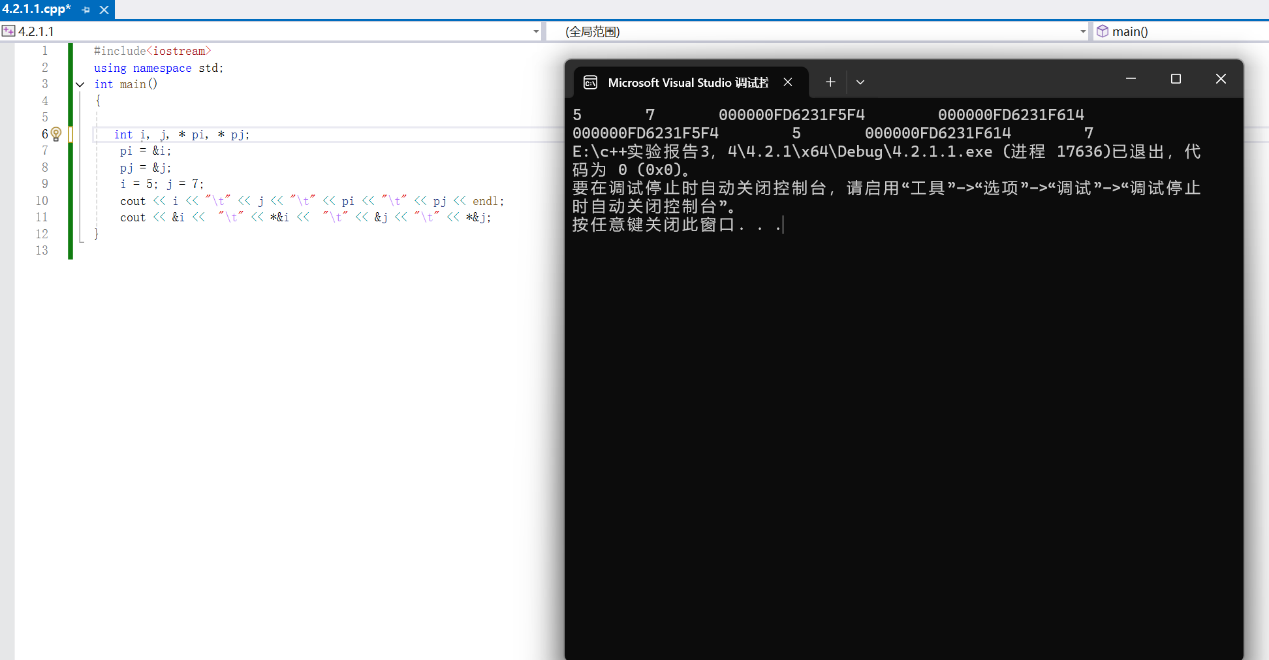 4.2.1.1.cpp*
4.2.1.1
(全局范围)
main()
1 #include<iostream>
2 using namespace std;
3 int main()
4 {
5
6 int i, j, * pi, * pj;
7 pi = &i;
8 pj = &j;
9 i = 5; j = 7;
10 cout << i << "\t" << j << "\t" << pi << "\t" << pj << endl;
11 cout << &i << "\t" << *&i << "\t" << &j << "\t" << *&j;
12 }
13
Microsoft Visual Studio 调试控
5 7 000000FD6231F5F4 000000FD6231F614
000000FD6231F5F4 5 000000FD6231F614 7
E:\c++实验报告3, 4\4.2.1\x64\Debug\4.2.1.1.exe (进程 17636)已退出，代
码为 0 (0x0)。
要在调试停止时自动关闭控制台，请启用“工具”->“选项”->“调试”->“调试停止
时自动关闭控制台”。
按任意键关闭此窗口. . .